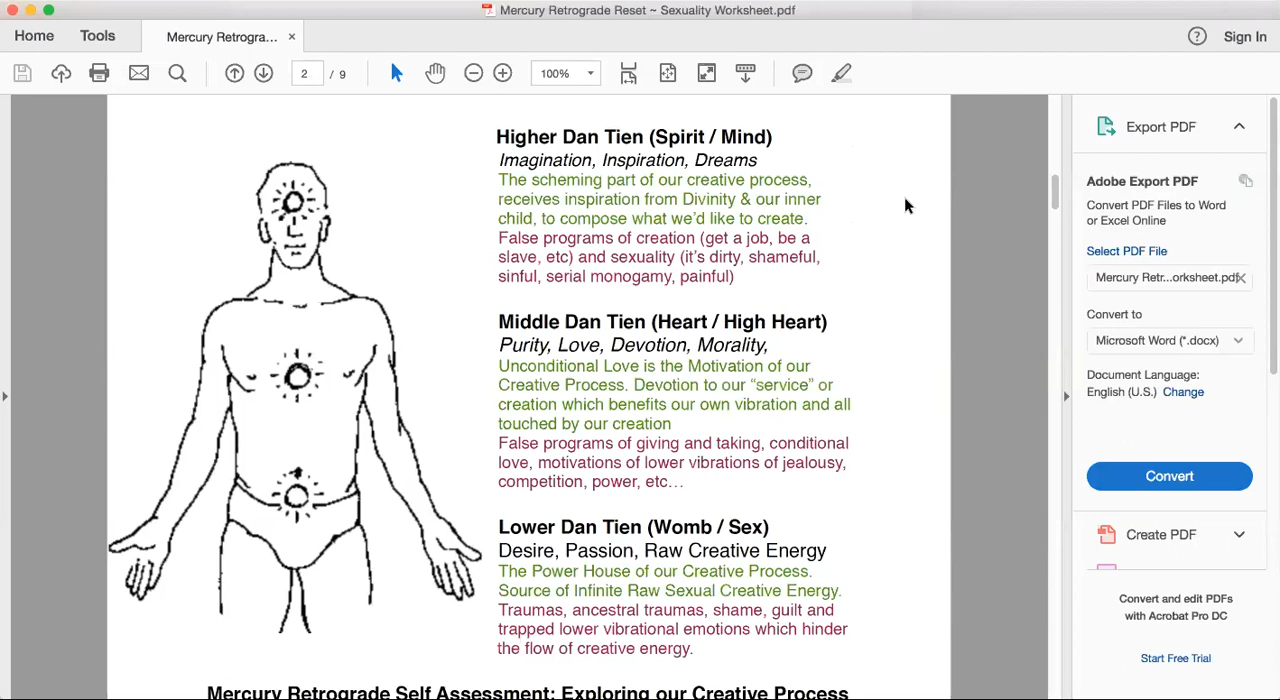 Mercury Retrograde Reset ~ Sexuality Worksheet.pdf
Home Tools Mercury Retrogra... × ? Sign In
2 / 9 100%
Higher Dan Tien (Spirit / Mind)
Imagination, Inspiration, Dreams
The scheming part of our creative process,
receives inspiration from Divinity & our inner
child, to compose what we'd like to create.
False programs of creation (get a job, be a
slave, etc) and sexuality (it's dirty, shameful,
sinful, serial monogamy, painful)
Middle Dan Tien (Heart / High Heart)
Purity, Love, Devotion, Morality,
Unconditional Love is the Motivation of our
Creative Process. Devotion to our “service” or
creation which benefits our own vibration and all
touched by our creation
False programs of giving and taking, conditional
love, motivations of lower vibrations of jealousy,
competition, power, etc…
Lower Dan Tien (Womb / Sex)
Desire, Passion, Raw Creative Energy
The Power House of our Creative Process.
Source of Infinite Raw Sexual Creative Energy.
Traumas, ancestral traumas, shame, guilt and
trapped lower vibrational emotions which hinder
the flow of creative energy.
Mercury Retrograde Self Assessment: Exploring our Creative Process
Export PDF
Adobe Export PDF
Convert PDF Files to Word
or Excel Online
Select PDF File
Mercury Retr...orksheet.pdf
Convert to
Microsoft Word (*.docx)
Document Language:
English (U.S.) Change
Convert
Create PDF
Convert and edit PDFs
with Acrobat Pro DC
Start Free Trial